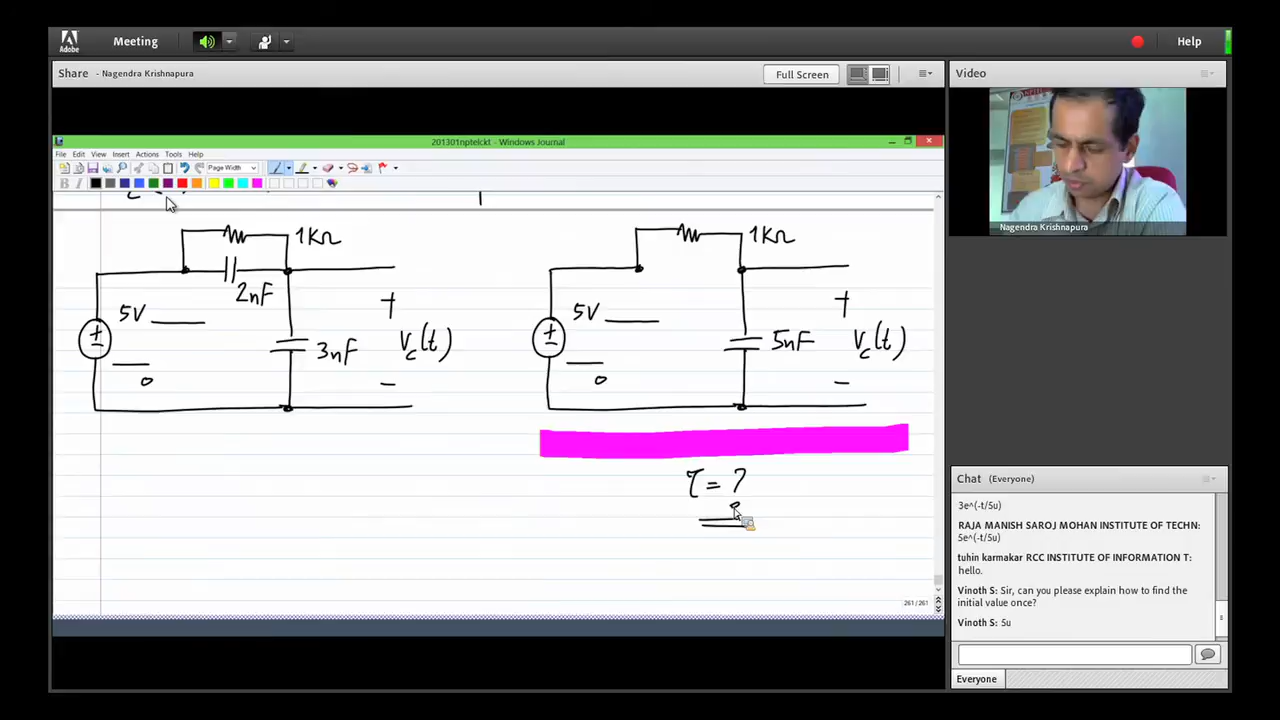 Adobe
Meeting
Help
Share - Nagendra Krishnapura
Full Screen
Video
201301nptelckt - Windows Journal
File Edit View Insert Actions Tools Help
Page Width
B I
1KΩ
2nF
5V
+
-
0
3nF
+
Vc(t)
-
1KΩ
5V
+
-
0
5nF
+
Vc(t)
-
τ = ?
261 / 261
Nagendra Krishnapura
Chat (Everyone)
3e^(-t/5u)
RAJA MANISH SAROJ MOHAN INSTITUTE OF TECHN:
5e^(-t/5u)
tuhin karmakar RCC INSTITUTE OF INFORMATION T:
hello.
Vinoth S: Sir, can you please explain how to find the
initial value once?
Vinoth S: 5u
Everyone